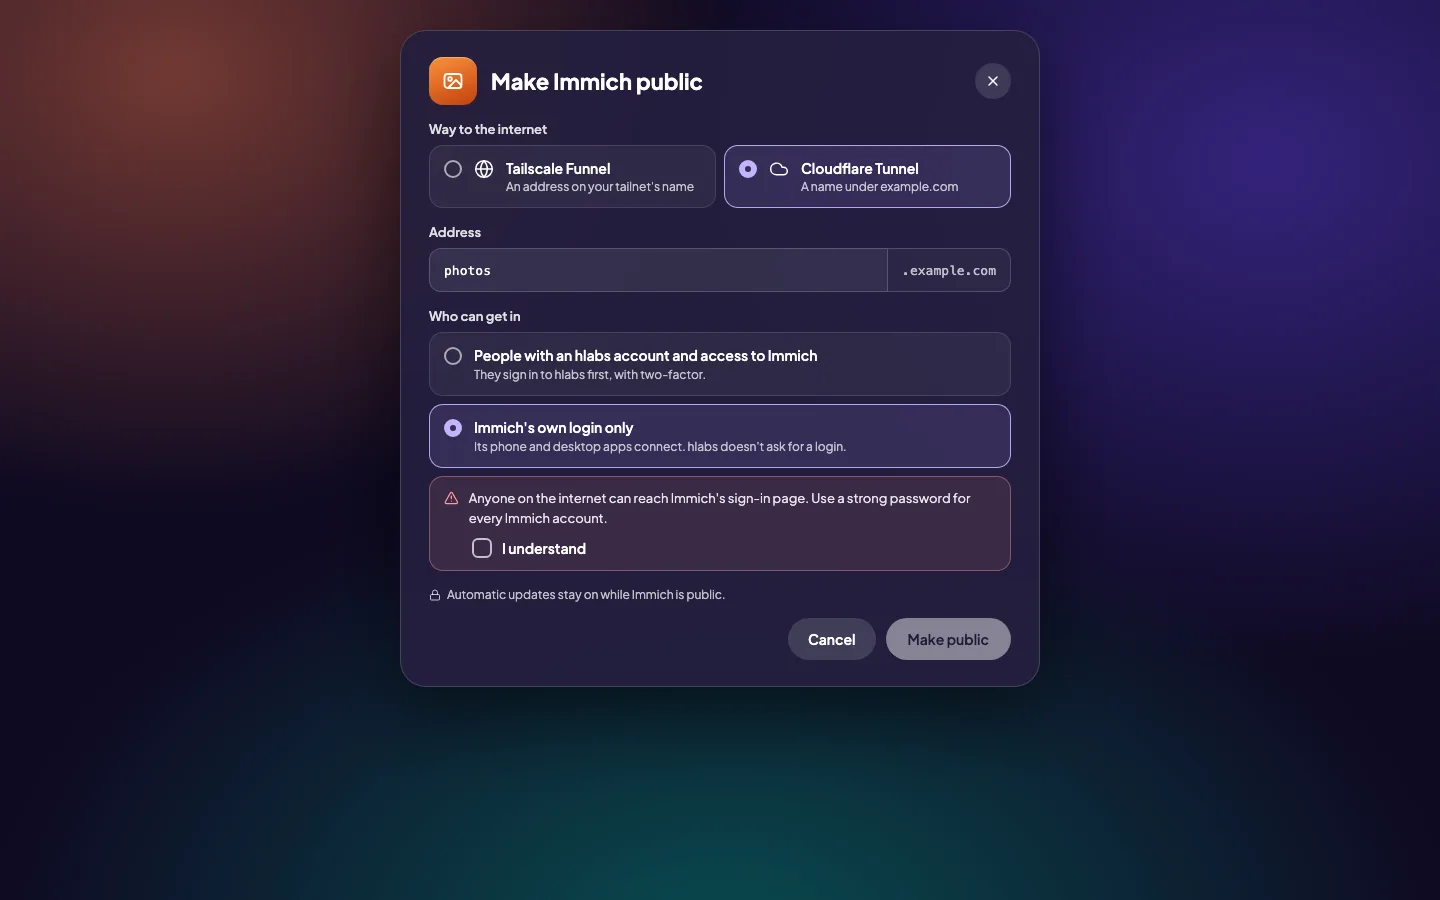 Make Immich public
Way to the internet
Tailscale Funnel
An address on your tailnet's name
Cloudflare Tunnel
A name under example.com
Address
photos
.example.com
Who can get in
People with an hlabs account and access to Immich
They sign in to hlabs first, with two-factor.
Immich's own login only
Its phone and desktop apps connect. hlabs doesn't ask for a login.
Anyone on the internet can reach Immich's sign-in page. Use a strong password for
every Immich account.
I understand
Automatic updates stay on while Immich is public.
Cancel
Make public